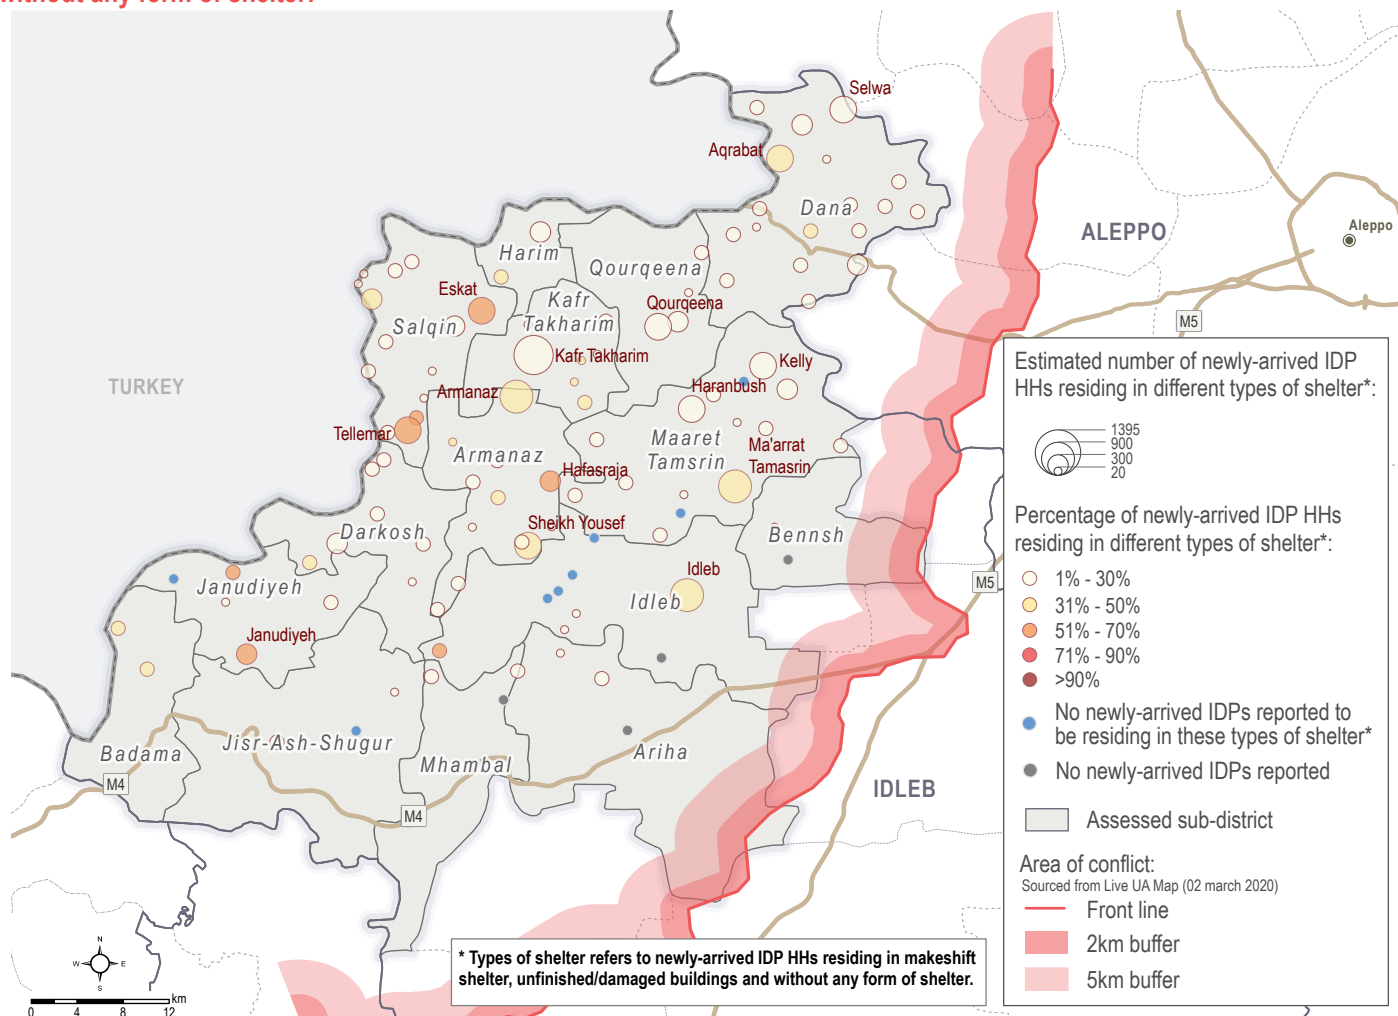 without any form of shelter.
Selwa
Aqrabat
Dana
ALEPPO
Aleppo
Harim
Qourqeena
Eskat
Kafr
Takharim
Qourqeena
Salqin
M5
Kafr Takharim
Kelly
TURKEY
Armanaz
Haranbush
Tellemar
Maaret
Tamsrin
Ma'arrat
Tamasrin
Armanaz
Hafasraja
Sheikh Yousef
Darkosh
Bennsh
Idleb
M5
Janudiyeh
Idleb
Janudiyeh
Badama
Jisr-Ash-Shugur
Mhambal
Ariha
M4
M4
IDLEB
Estimated number of newly-arrived IDP
HHs residing in different types of shelter*:
1395
900
300
20
Percentage of newly-arrived IDP HHs
residing in different types of shelter*:
1% - 30%
31% - 50%
51% - 70%
71% - 90%
>90%
No newly-arrived IDPs reported to
be residing in these types of shelter*
No newly-arrived IDPs reported
Assessed sub-district
Area of conflict:
Sourced from Live UA Map (02 march 2020)
Front line
2km buffer
5km buffer
* Types of shelter refers to newly-arrived IDP HHs residing in makeshift
shelter, unfinished/damaged buildings and without any form of shelter.
N
W E
S
km
0 4 8 12